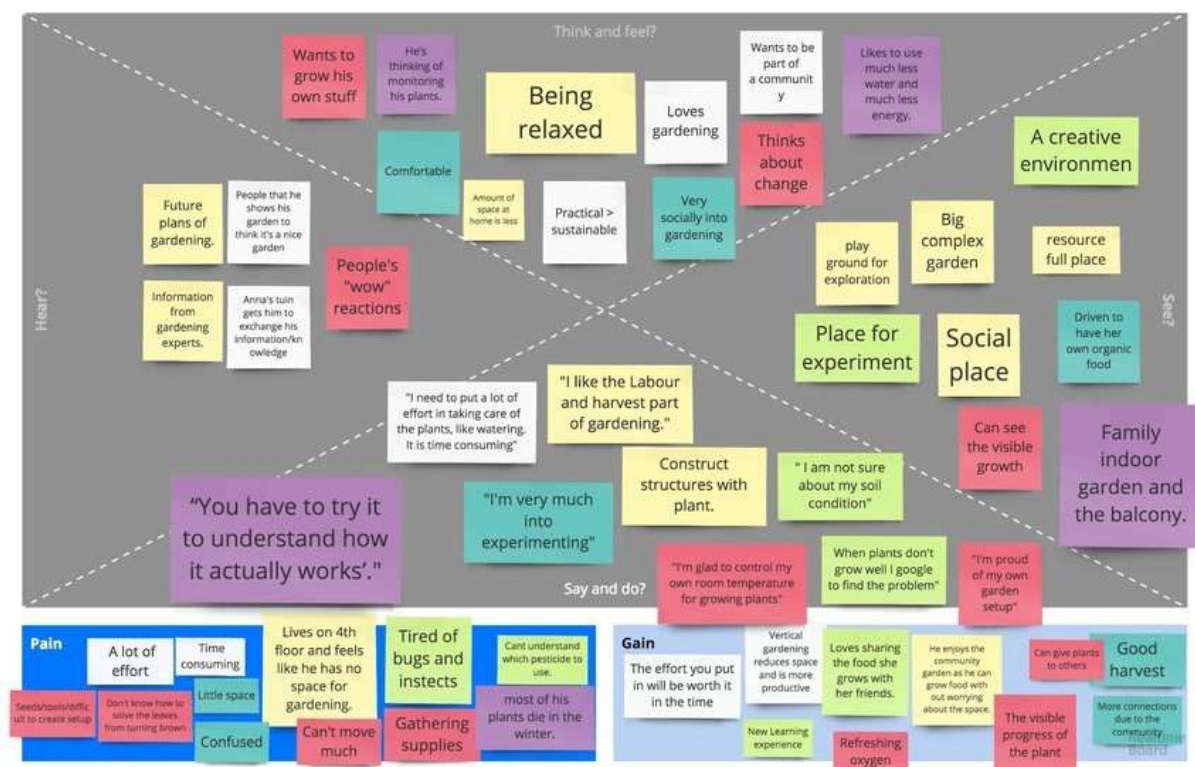 Think and feel?
Wants to
grow his
own stuff
He's
thinking of
monitoring
his plants.
Being
relaxed
Loves
gardening
Wants to be
part of
a communit
y
Likes to use
much less
water and
much less
energy.
Comfortable
Amount of
space at
home is less
Practical >
sustainable
Very
socially into
gardening
Thinks
about
change
Hear?
Future
plans of
gardening.
People that he
shows his
garden to
think it's a nice
garden
People's
"wow"
reactions
Information
from
gardening
experts.
Anna's tuin
gets him to
exchange his
information/kn
owledge
See?
A creative
environmen
play
ground for
exploration
Big
complex
garden
resource
full place
Place for
experiment
Social
place
Driven to
have her
own organic
food
Can see
the visible
growth
Family
indoor
garden and
the balcony.
"I need to put a lot of
effort in taking care of
the plants, like watering.
It is time consuming"
"I like the Labour
and harvest part
of gardening."
“You have to try it
to understand how
it actually works’."
"I'm very much
into
experimenting"
Construct
structures with
plant.
" I am not sure
about my soil
condition"
Say and do?
"I'm glad to control my
own room temperature
for growing plants"
When plants don't
grow well I google
to find the problem"
"I'm proud
of my own
garden
setup"
Pain
A lot of
effort
Time
consuming
Lives on 4th
floor and feels
like he has no
space for
gardening.
Tired of
bugs and
instects
Cant understand
which pesticide to
use.
Seeds/tools/diffic
ult to create setup
Don't know how to
solve the leaves
from turning brown
Little space
Confused
Can't move
much
Gathering
supplies
most of his
plants die in the
winter.
Gain
The effort you put
in will be worth it
in the time
Vertical
gardening
reduces space
and is more
productive
Loves sharing
the food she
grows with
her friends.
He enjoys the
community
garden as he can
grow food with
out worrying
about the space.
Can give plants
to others
Good
harvest
New Learning
experience
Refreshing
oxygen
The visible
progress of
the plant
More connections
due to the
community
Realtime
Board